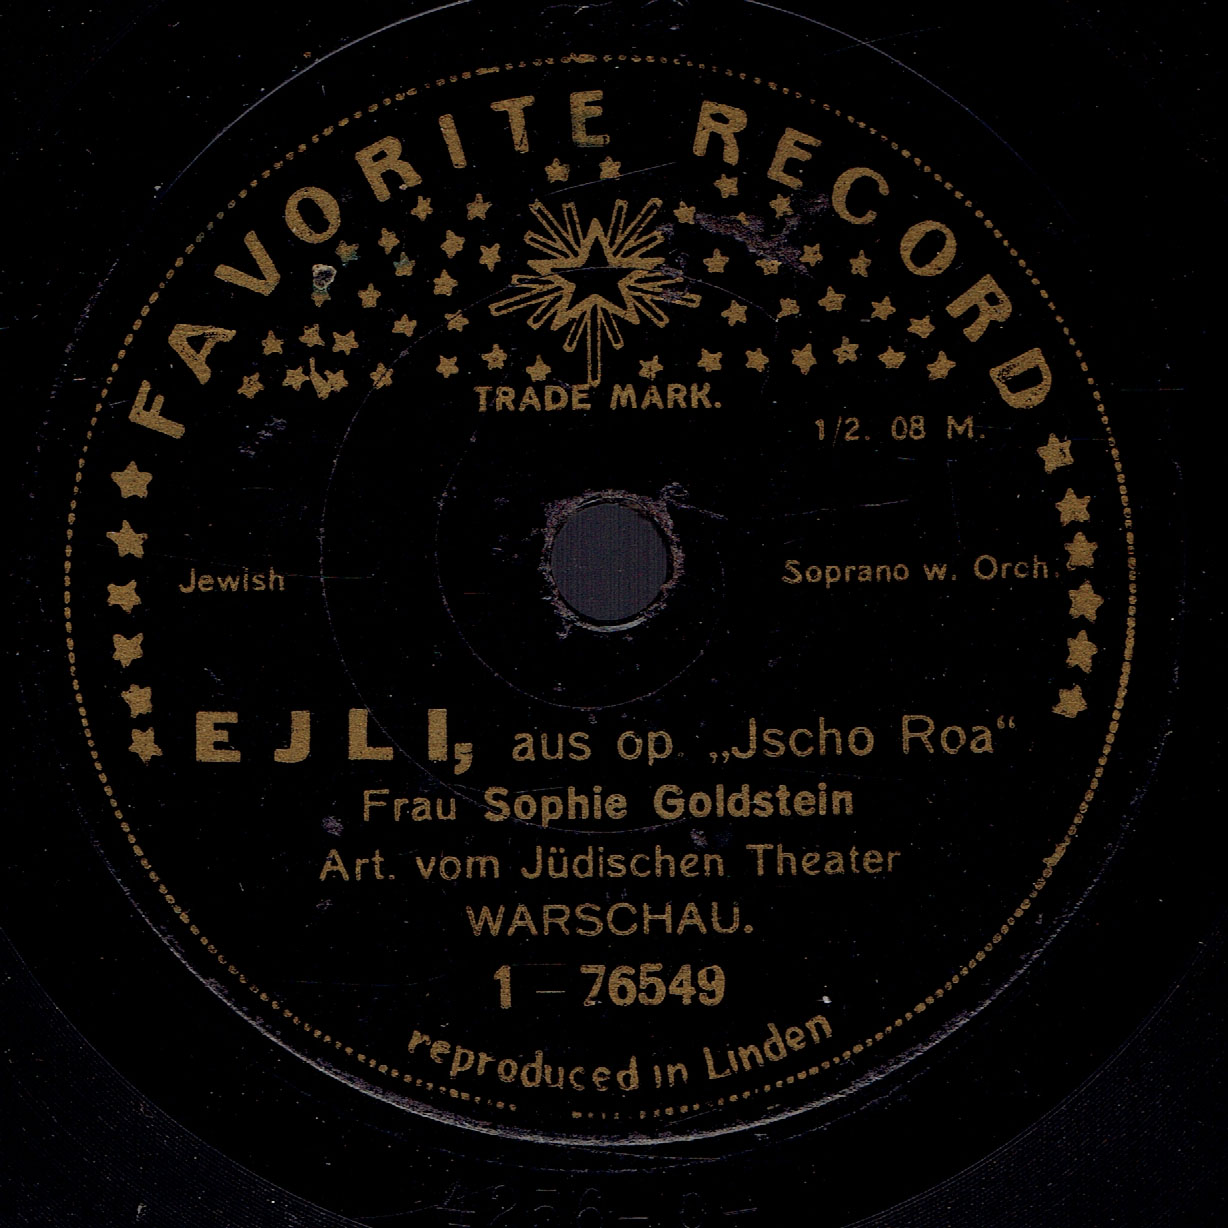 FAVORITE RECORD
TRADE MARK.
1/2. 08 M.
Jewish
Soprano w. Orch.
EJLI, aus op. „Jscho Roa“
Frau Sophie Goldstein
Art. vom Jüdischen Theater
WARSCHAU.
1 — 76549
reproduced in Linden